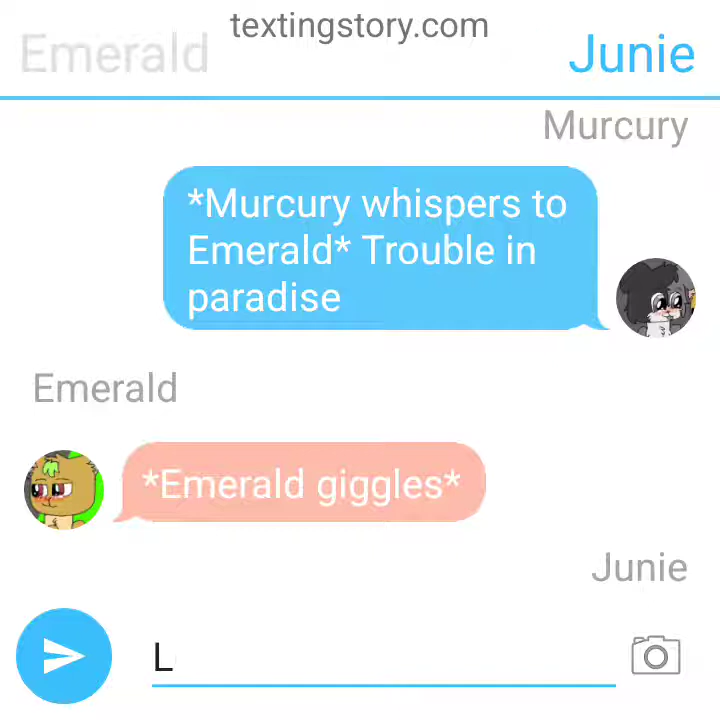 textingstory.com
Emerald
Junie
Murcury
*Murcury whispers to
Emerald* Trouble in
paradise
Emerald
*Emerald giggles*
Junie
L